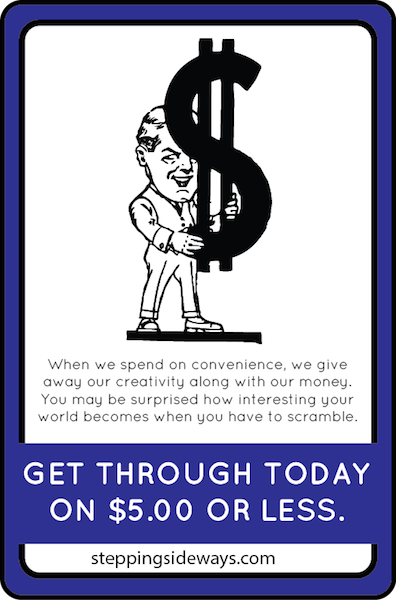 When we spend on convenience, we give
away our creativity along with our money.
You may be surprised how interesting your
world becomes when you have to scramble.
GET THROUGH TODAY
ON $5.00 OR LESS.
steppingsideways.com